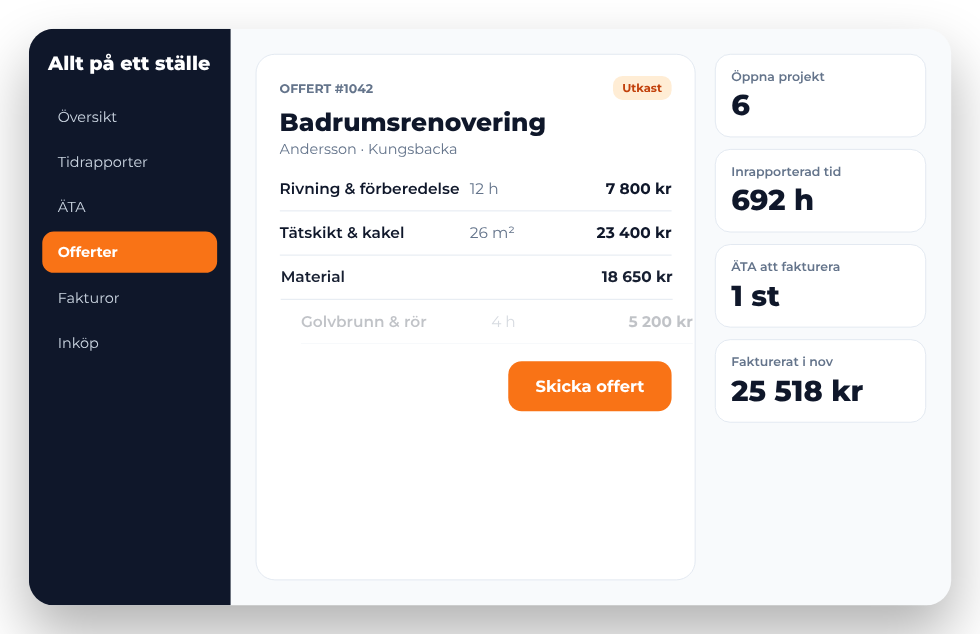 Allt på ett ställe
Översikt
Tidrapporter
ÄTA
Offerter
Fakturor
Inköp
OFFERT #1042
Utkast
Badrumsrenovering
Andersson · Kungsbacka
Rivning & förberedelse 12 h 7 800 kr
Tätskikt & kakel 26 m² 23 400 kr
Material 18 650 kr
Golvbrunn & rör 4 h 5 200 kr
Skicka offert
Öppna projekt
6
Inrapporterad tid
692 h
ÄTA att fakturera
1 st
Fakturerat i nov
25 518 kr